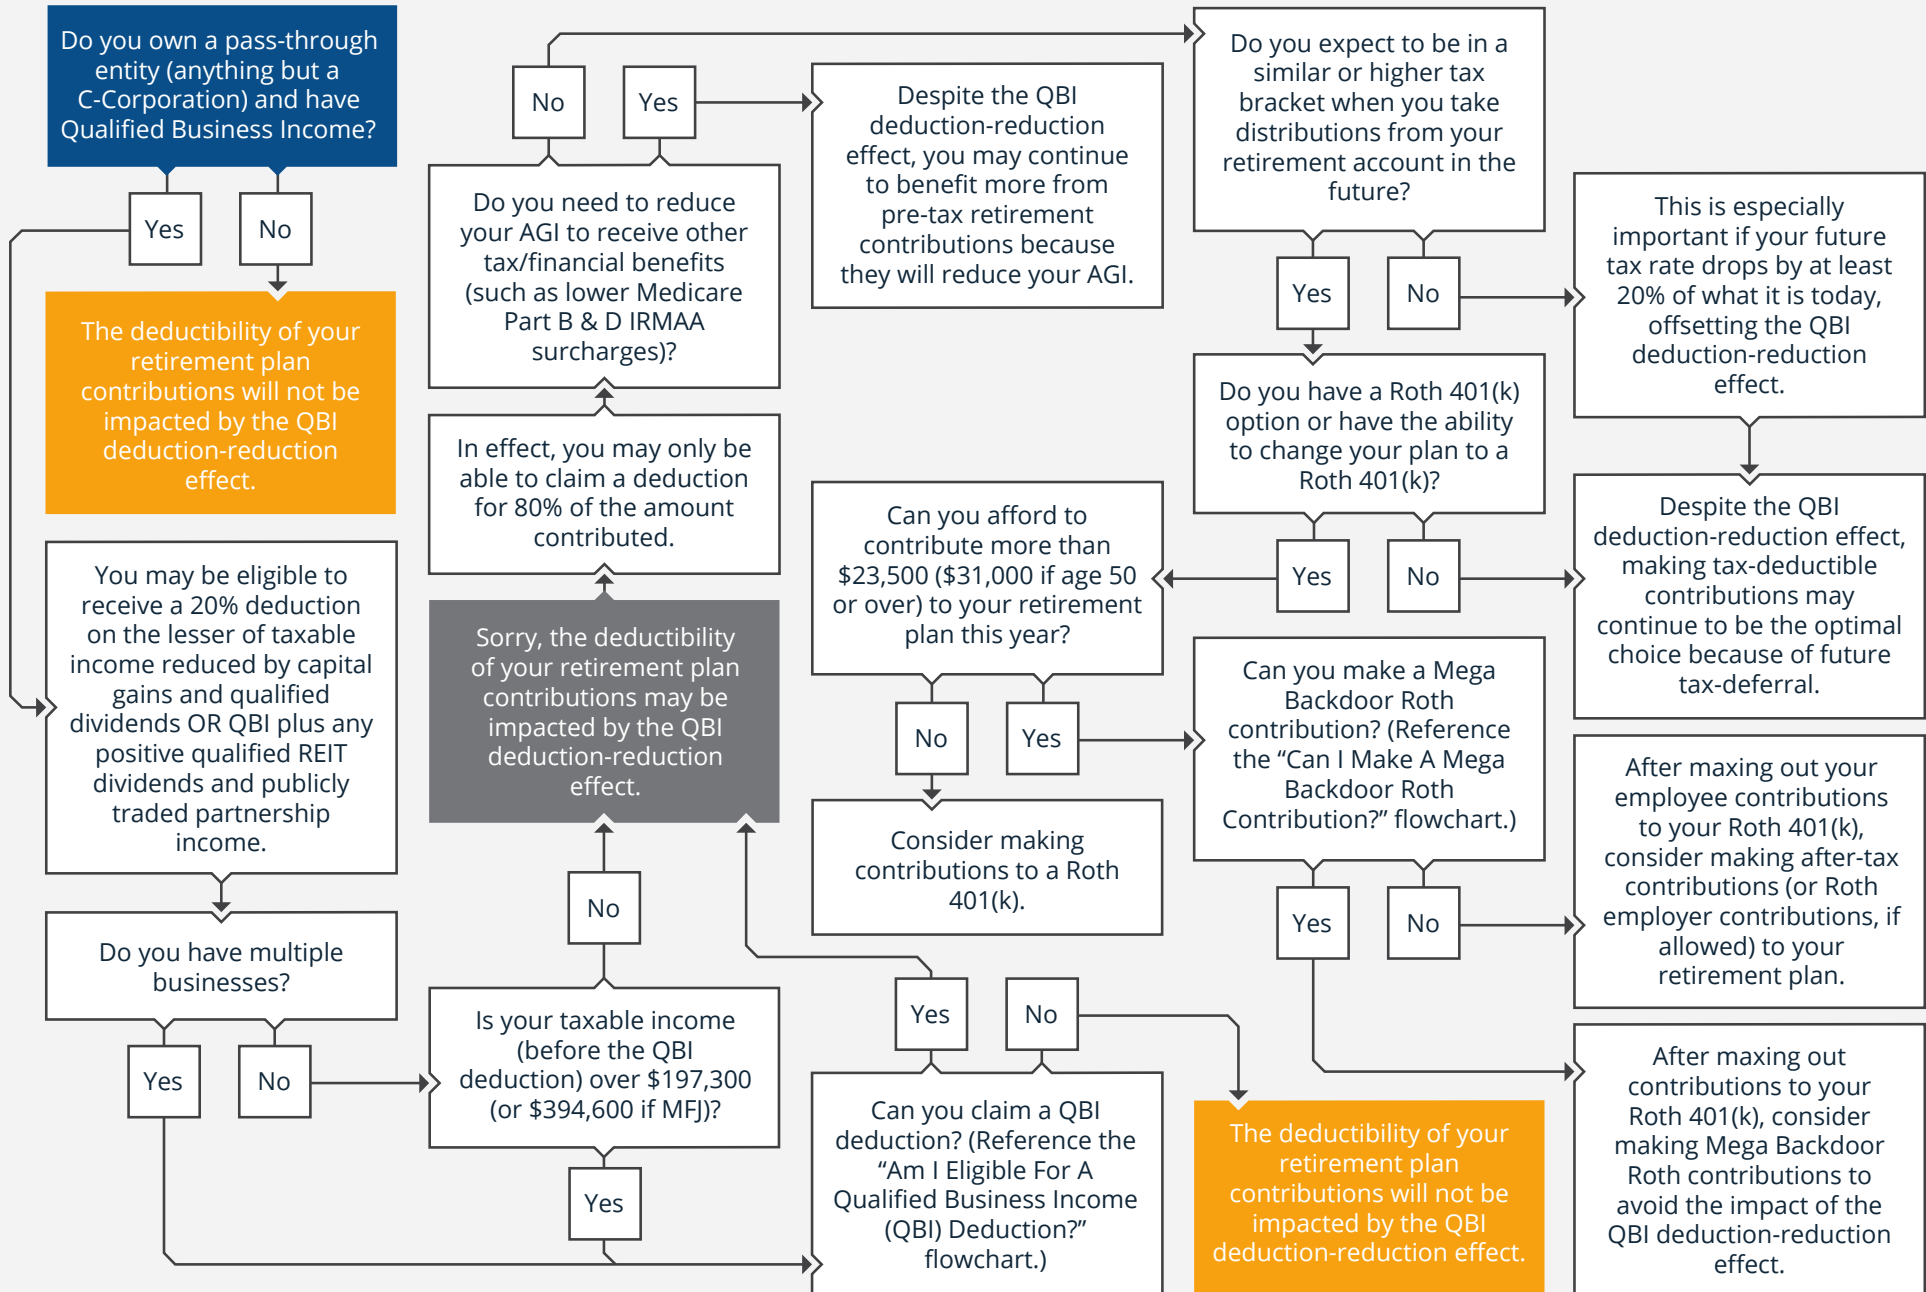 Do you own a pass-through
entity (anything but a
C-Corporation) and have
Qualified Business Income?
Yes
No
The deductibility of your
retirement plan
contributions will not be
impacted by the QBI
deduction-reduction
effect.
You may be eligible to
receive a 20% deduction
on the lesser of taxable
income reduced by capital
gains and qualified
dividends OR QBI plus any
positive qualified REIT
dividends and publicly
traded partnership
income.
Do you have multiple
businesses?
Yes
No
Is your taxable income
(before the QBI
deduction) over $197,300
(or $394,600 if MFJ)?
No
Yes
Sorry, the deductibility
of your retirement plan
contributions may be
impacted by the QBI
deduction-reduction
effect.
In effect, you may only be
able to claim a deduction
for 80% of the amount
contributed.
Do you need to reduce
your AGI to receive other
tax/financial benefits
(such as lower Medicare
Part B & D IRMAA
surcharges)?
No
Yes
Despite the QBI
deduction-reduction
effect, you may continue
to benefit more from
pre-tax retirement
contributions because
they will reduce your AGI.
Can you claim a QBI
deduction? (Reference the
“Am I Eligible For A
Qualified Business Income
(QBI) Deduction?”
flowchart.)
Yes
No
The deductibility of your
retirement plan
contributions will not be
impacted by the QBI
deduction-reduction effect.
Do you expect to be in a
similar or higher tax
bracket when you take
distributions from your
retirement account in the
future?
Yes
No
This is especially
important if your future
tax rate drops by at least
20% of what it is today,
offsetting the QBI
deduction-reduction
effect.
Do you have a Roth 401(k)
option or have the ability
to change your plan to a
Roth 401(k)?
Yes
No
Despite the QBI
deduction-reduction effect,
making tax-deductible
contributions may
continue to be the optimal
choice because of future
tax-deferral.
Can you afford to
contribute more than
$23,500 ($31,000 if age 50
or over) to your retirement
plan this year?
No
Yes
Consider making
contributions to a Roth
401(k).
Can you make a Mega
Backdoor Roth
contribution? (Reference
the “Can I Make A Mega
Backdoor Roth
Contribution?” flowchart.)
Yes
No
After maxing out your
employee contributions
to your Roth 401(k),
consider making after-tax
contributions (or Roth
employer contributions, if
allowed) to your
retirement plan.
After maxing out
contributions to your
Roth 401(k), consider
making Mega Backdoor
Roth contributions to
avoid the impact of the
QBI deduction-reduction
effect.